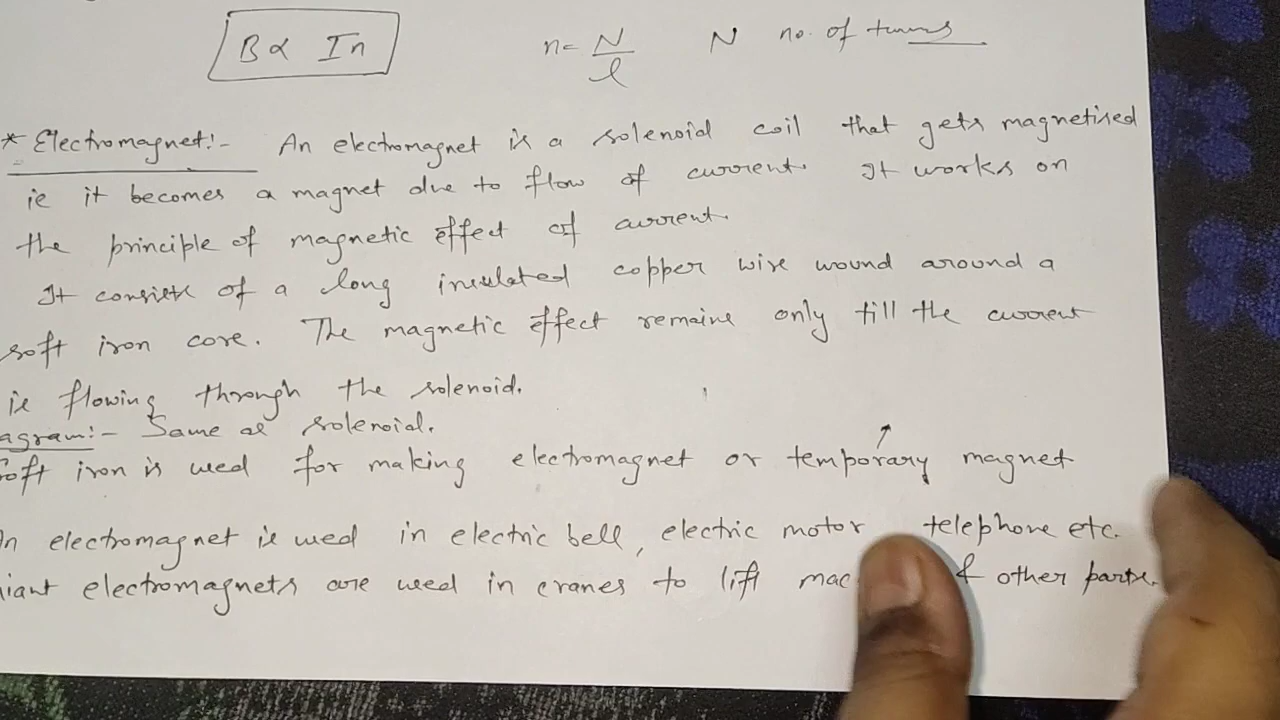 B∝ In n= N/l N no. of turns
* Electromagnet:- An electromagnet is a solenoid coil that gets magnetised
ie it becomes a magnet due to flow of current. It works on
the principle of magnetic effect of current.
It consists of a long insulated copper wire wound around a
soft iron core. The magnetic effect remains only till the current
is flowing through the solenoid.
agram:- Same as solenoid.
Soft iron is used for making electromagnet or temporary magnet
n electromagnet is used in electric bell, electric motor telephone etc.
iant electromagnets are used in cranes to lift mac & other parts.